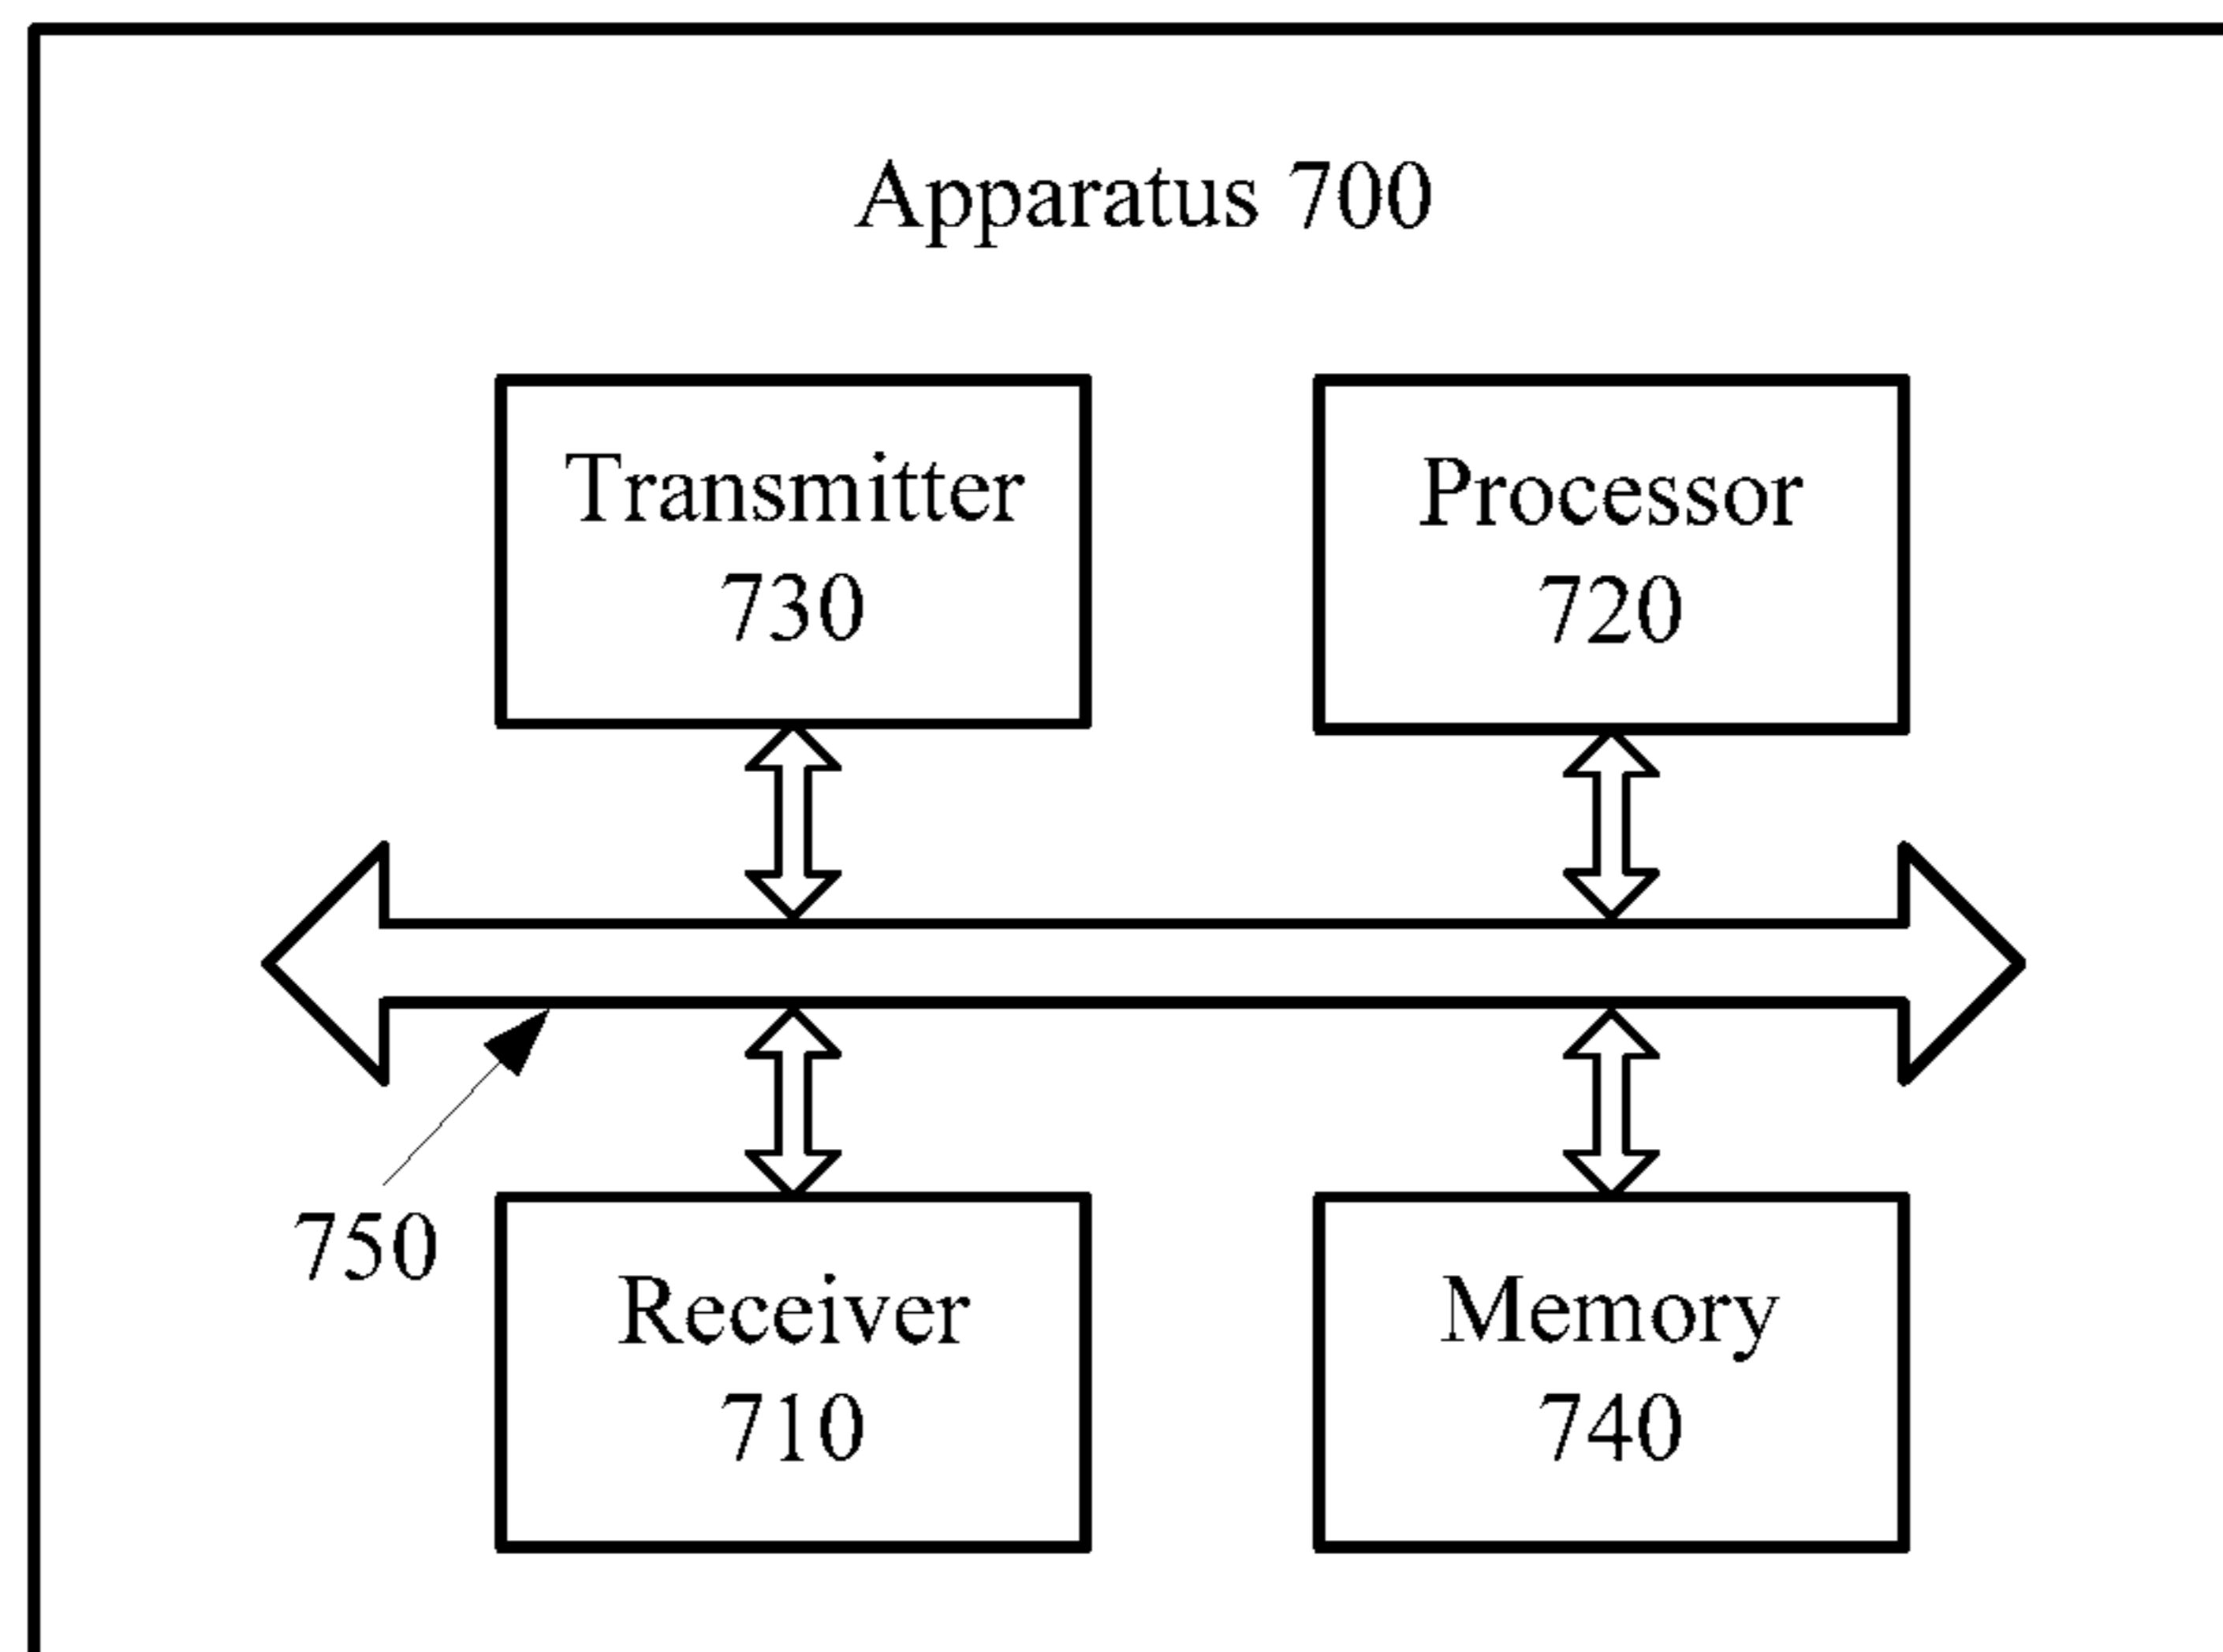 Apparatus 700
Transmitter
730
Processor
720
750
Receiver
710
Memory
740